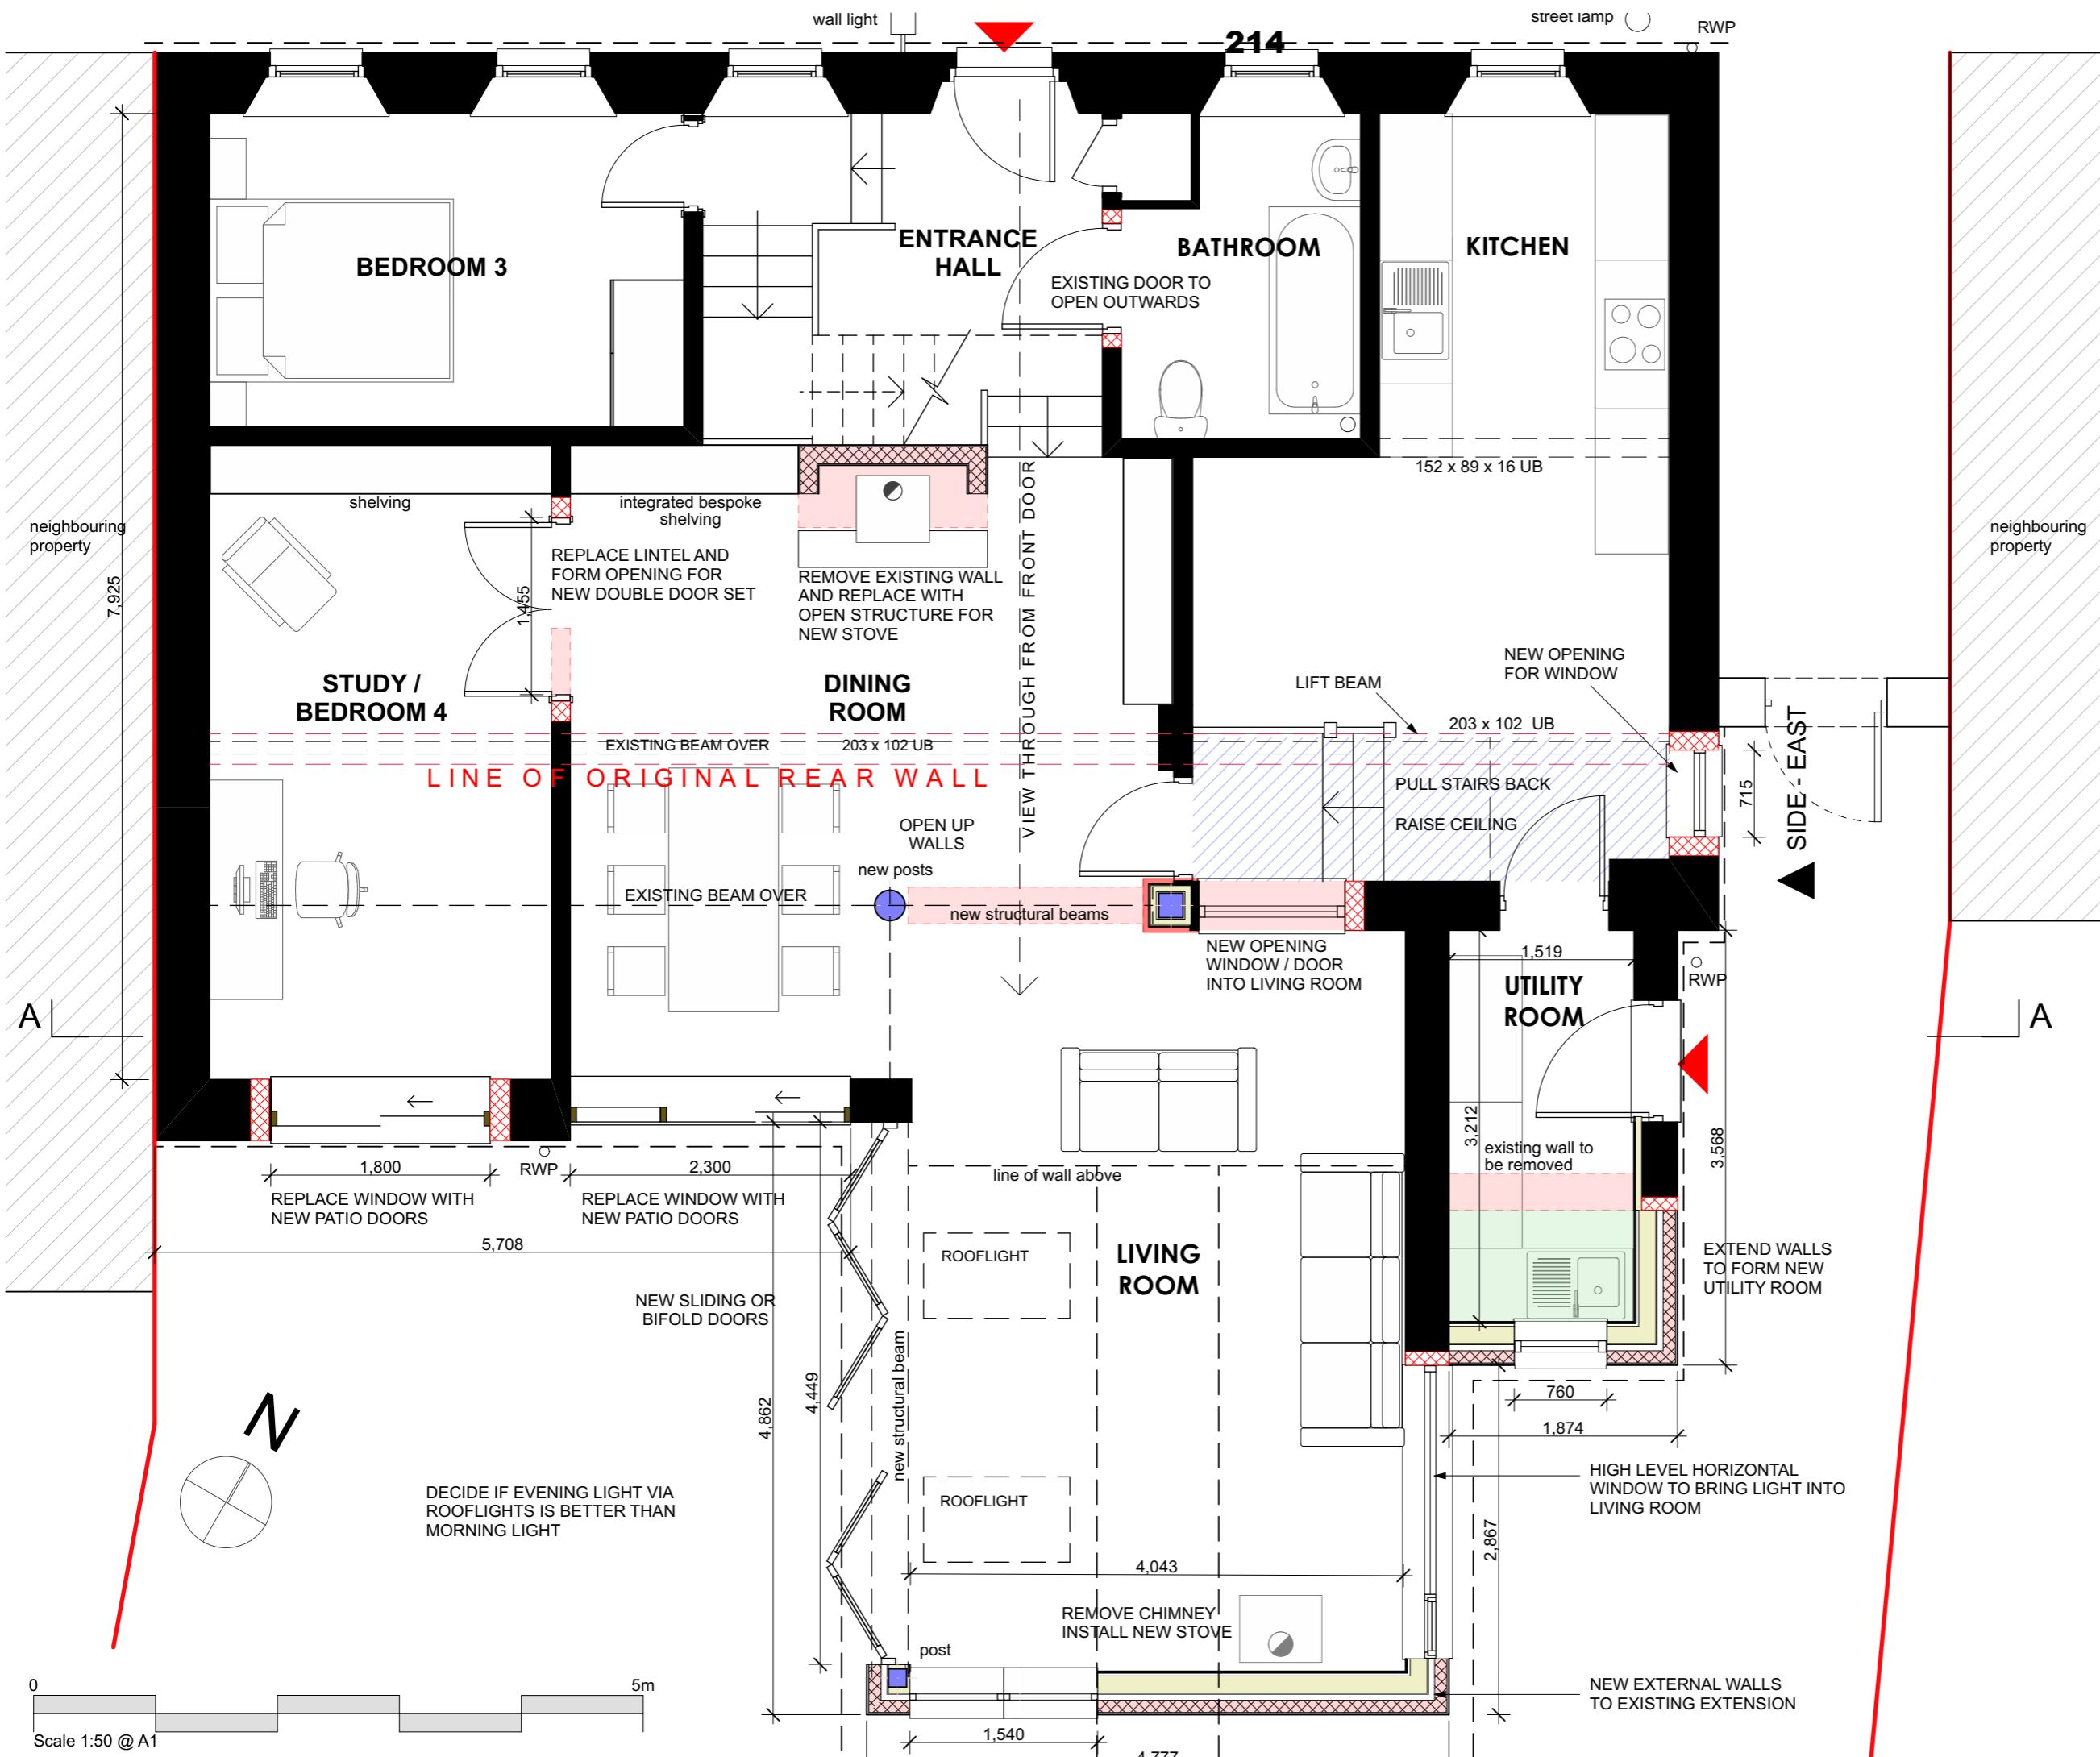 wall light
214
street lamp
RWP
BEDROOM 3
ENTRANCE
HALL
BATHROOM
KITCHEN
EXISTING DOOR TO
OPEN OUTWARDS
152 x 89 x 16 UB
shelving
integrated bespoke
shelving
neighbouring
property
neighbouring
property
7,925
1,455
REPLACE LINTEL AND
FORM OPENING FOR
NEW DOUBLE DOOR SET
REMOVE EXISTING WALL
AND REPLACE WITH
OPEN STRUCTURE FOR
NEW STOVE
VIEW THROUGH FROM FRONT DOOR
STUDY /
BEDROOM 4
DINING
ROOM
LIFT BEAM
NEW OPENING
FOR WINDOW
203 x 102 UB
EXISTING BEAM OVER
203 x 102 UB
LINE OF ORIGINAL REAR WALL
PULL STAIRS BACK
RAISE CEILING
715
SIDE - EAST
OPEN UP
WALLS
new posts
EXISTING BEAM OVER
new structural beams
NEW OPENING
WINDOW / DOOR
INTO LIVING ROOM
1,519
UTILITY
ROOM
RWP
A
A
3,212
existing wall to
be removed
3,568
1,800
RWP
2,300
line of wall above
REPLACE WINDOW WITH
NEW PATIO DOORS
REPLACE WINDOW WITH
NEW PATIO DOORS
5,708
ROOFLIGHT
LIVING
ROOM
EXTEND WALLS
TO FORM NEW
UTILITY ROOM
NEW SLIDING OR
BIFOLD DOORS
new structural beam
4,862
4,449
760
1,874
N
DECIDE IF EVENING LIGHT VIA
ROOFLIGHTS IS BETTER THAN
MORNING LIGHT
ROOFLIGHT
HIGH LEVEL HORIZONTAL
WINDOW TO BRING LIGHT INTO
LIVING ROOM
2,867
4,043
REMOVE CHIMNEY
INSTALL NEW STOVE
post
NEW EXTERNAL WALLS
TO EXISTING EXTENSION
0
5m
Scale 1:50 @ A1
1,540
4,777